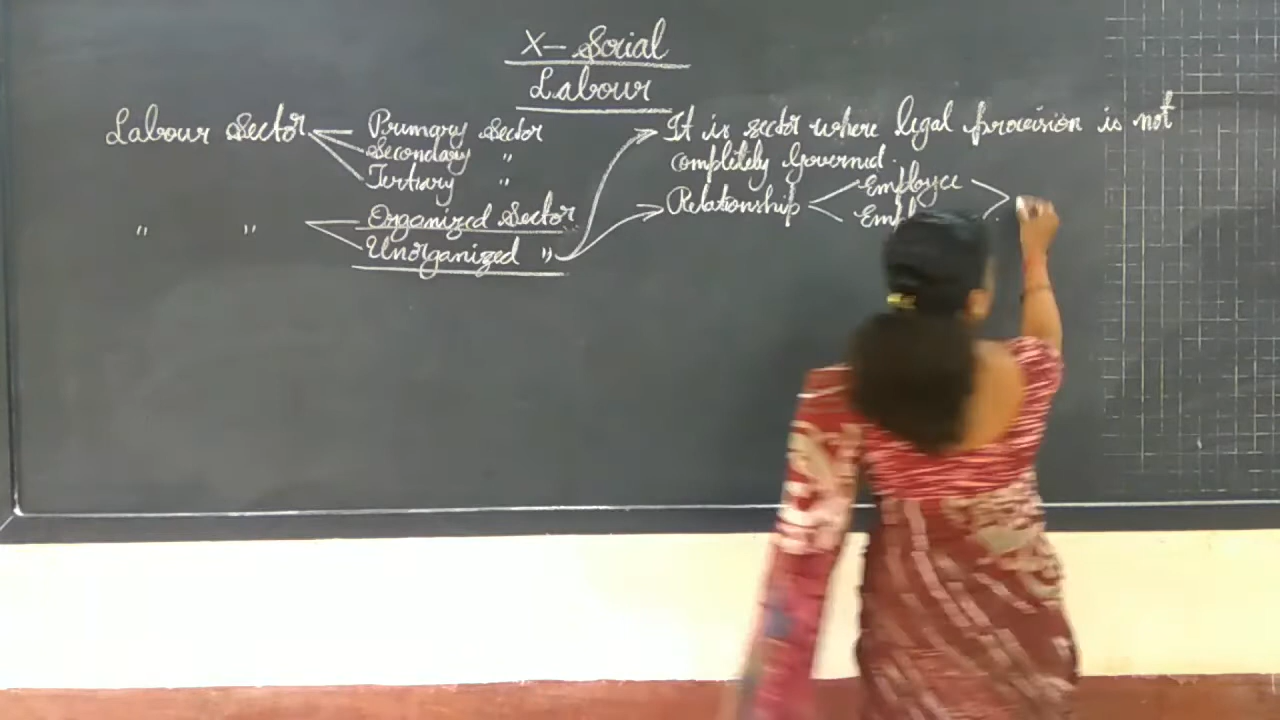 X- Social
Labour
Labour Sector
Primary Sector
Secondary "
Tertiary "
" "
Organized Sector
Unorganized "
It is sector where legal provision is not
completely Governed.
Relationship
Employee